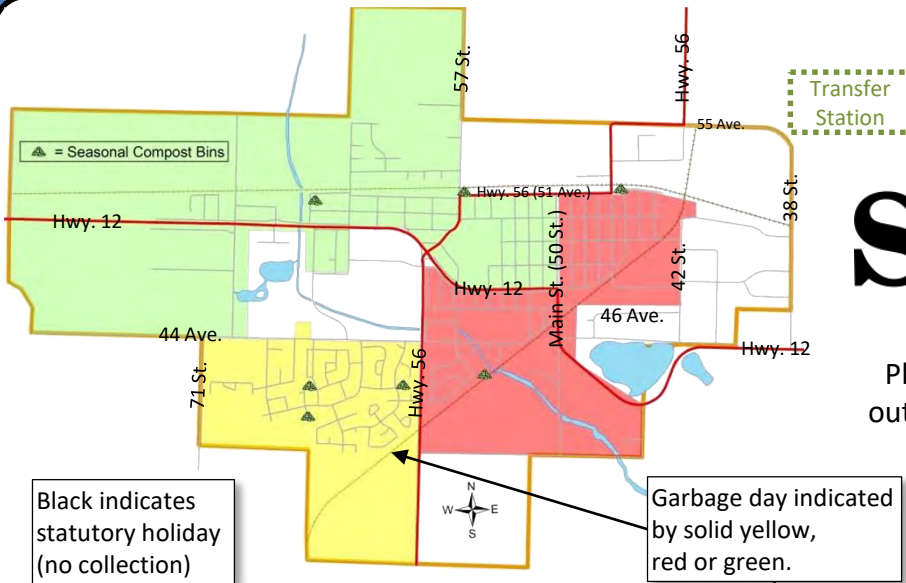 57 St.
Hwy. 56
Transfer
Station
55 Ave.
= Seasonal Compost Bins
Hwy. 56 (51 Ave.)
38 St.
Hwy. 12
Main St. (50 St.)
42 St.
S
Hwy. 12
46 Ave.
44 Ave.
Hwy. 12
71 St.
Hwy. 56
Pl
out
Black indicates
statutory holiday
(no collection)
N
W E
S
Garbage day indicated
by solid yellow,
red or green.